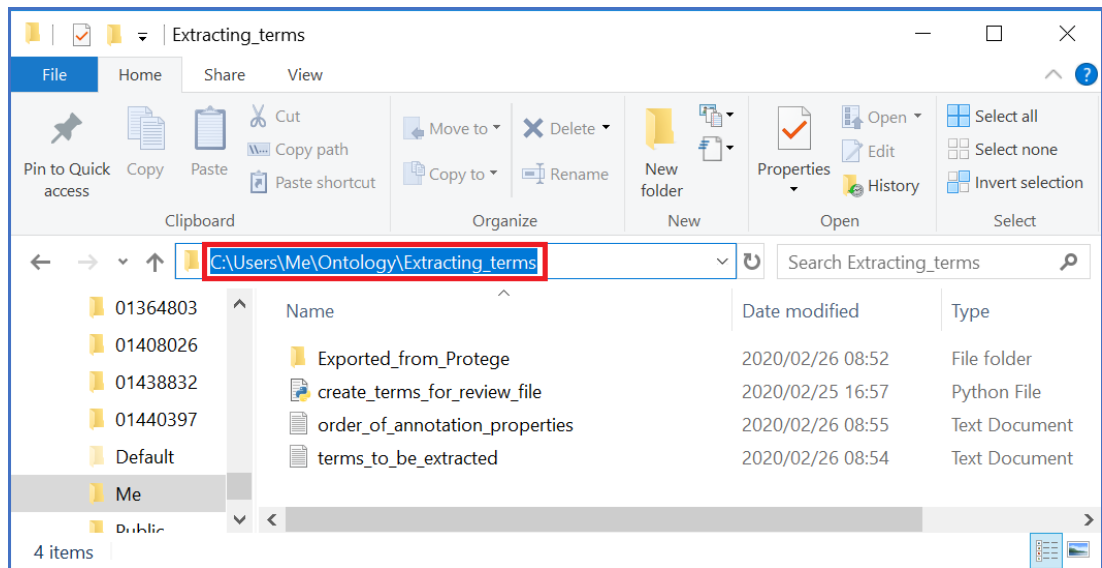 Extracting_terms
File Home Share View
Pin to Quick access
Copy
Paste
Cut
Copy path
Paste shortcut
Clipboard
Move to
Copy to
Delete
Rename
Organize
New folder
New
Properties
Open
Edit
History
Open
Select all
Select none
Invert selection
Select
C:\Users\Me\Ontology\Extracting_terms
Search Extracting_terms
01364803
01408026
01438832
01440397
Default
Me
Public
Name Date modified Type
Exported_from_Protege 2020/02/26 08:52 File folder
create_terms_for_review_file 2020/02/25 16:57 Python File
order_of_annotation_properties 2020/02/26 08:55 Text Document
terms_to_be_extracted 2020/02/26 08:54 Text Document
4 items